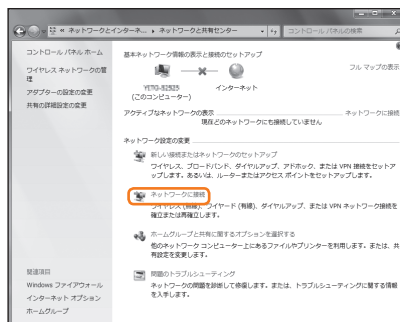 « ネットワークとインターネ... ▸ ネットワークと共有センター
コントロール パネルの検索
コントロール パネル ホーム
ワイヤレス ネットワークの管理
アダプターの設定の変更
共有の詳細設定の変更
基本ネットワーク情報の表示と接続のセットアップ
フル マップの表示
(このコンピューター)
インターネット
アクティブなネットワークの表示
ネットワークに接続
現在どのネットワークにも接続していません
ネットワーク設定の変更
新しい接続またはネットワークのセットアップ
ワイヤレス、ブロードバンド、ダイヤルアップ、アドホック、または VPN 接続をセットア
ップします。あるいは、ルーターまたはアクセス ポイントをセットアップします。
ネットワークに接続
ワイヤレス (無線)、ワイヤード (有線)、ダイヤルアップ、または VPN ネットワーク接続を
確立または再確立します。
ホームグループと共有に関するオプションを選択する
他のネットワーク コンピューター上にあるファイルやプリンターを利用します。または、共
有設定を変更します。
問題のトラブルシューティング
ネットワークの問題を診断して修復します。または、トラブルシューティングに関する情報
を入手します。
関連項目
Windows ファイアウォール
インターネット オプション
ホームグループ